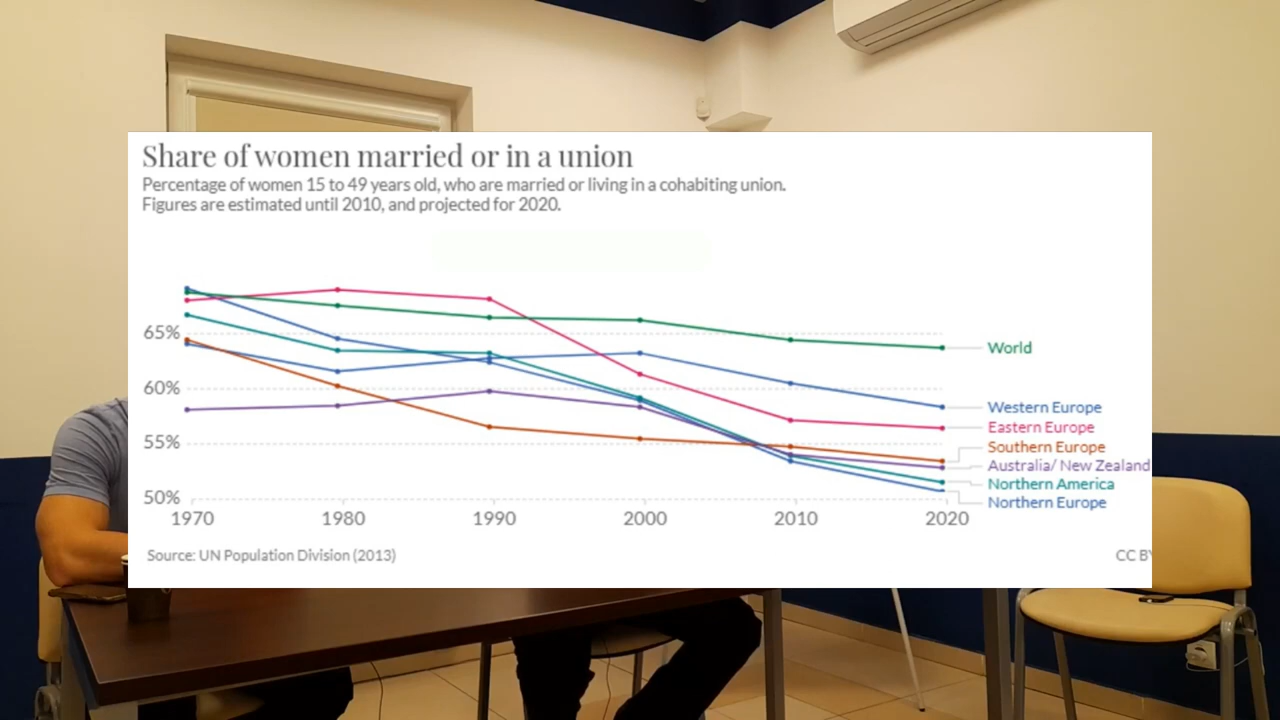 Share of women married or in a union
Percentage of women 15 to 49 years old, who are married or living in a cohabiting union.
Figures are estimated until 2010, and projected for 2020.
65%
60%
55%
50%
1970 1980 1990 2000 2010 2020
World
Western Europe
Eastern Europe
Southern Europe
Australia/ New Zealand
Northern America
Northern Europe
Source: UN Population Division (2013)
CC BY